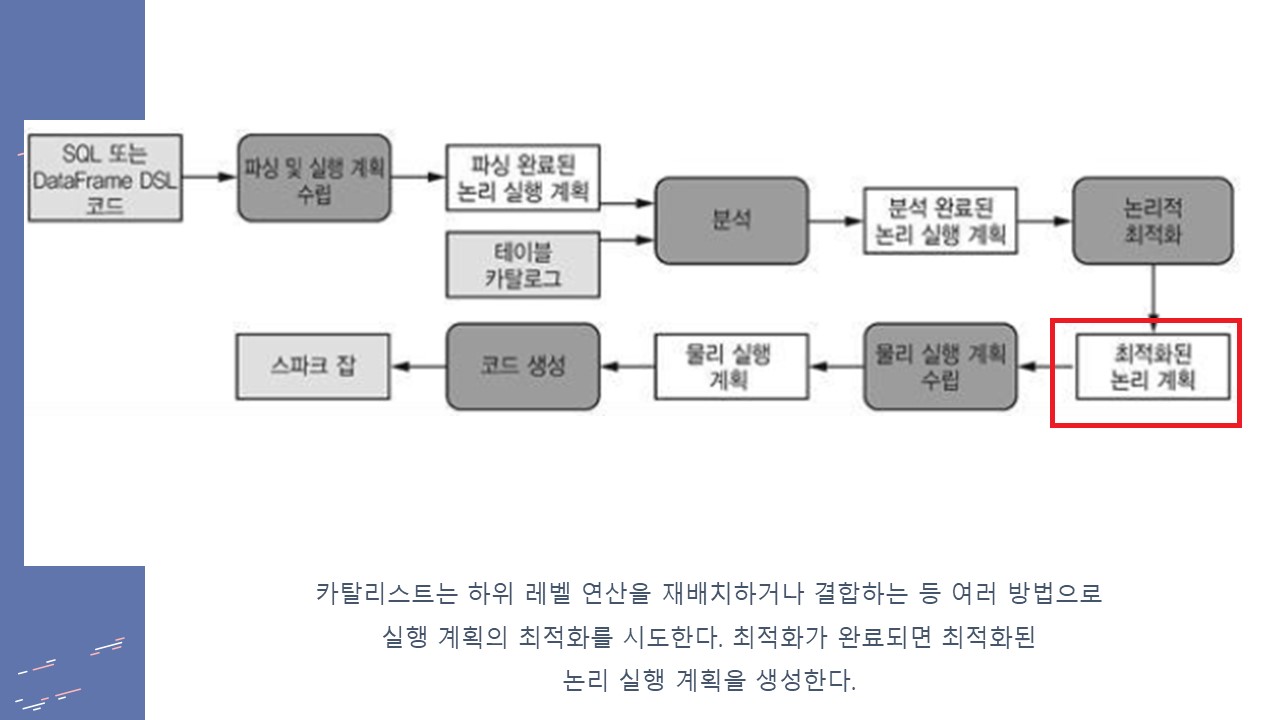 SQL 또는
DataFrame DSL
코드
파싱 및 실행 계획
수립
파싱 완료된
논리 실행 계획
테이블
카탈로그
분석
분석 완료된
논리 실행 계획
논리적
최적화
스파크 잡
코드 생성
물리 실행
계획
물리 실행 계획
수립
최적화된
논리 계획
카탈리스트는 하위 레벨 연산을 재배치하거나 결합하는 등 여러 방법으로
실행 계획의 최적화를 시도한다. 최적화가 완료되면 최적화된
논리 실행 계획을 생성한다.